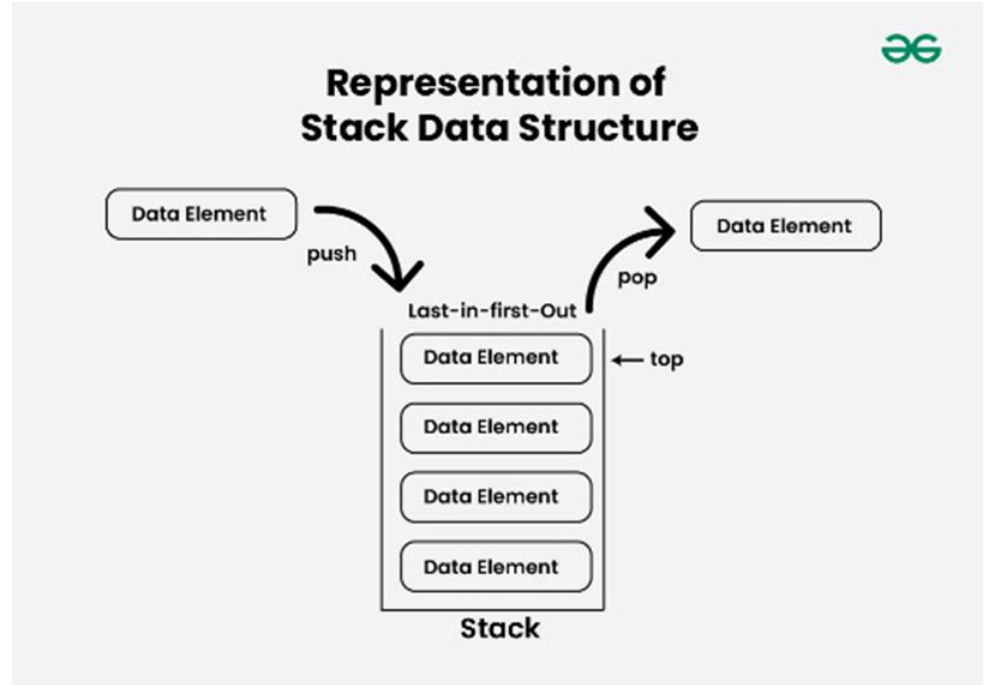 Representation of
Stack Data Structure
Data Element
push
Data Element
pop
Last-in-first-Out
Data Element
top
Data Element
Data Element
Data Element
Stack